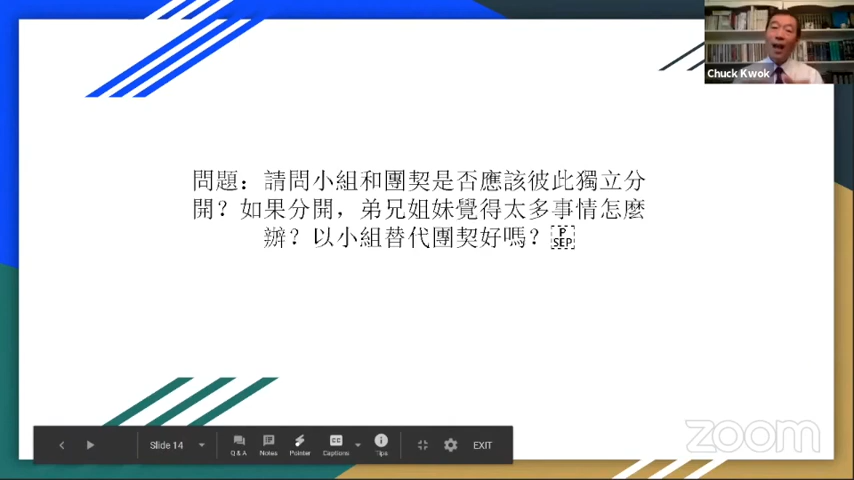 Chuck Kwok
問題：請問小組和團契是否應該彼此獨立分
開？如果分開，弟兄姐妹覺得太多事情怎麼
辦？以小組替代團契好嗎？
P
SEP
Slide 14
Q & A
Notes
Pointer
CC
Captions
Tips
EXIT
zoom